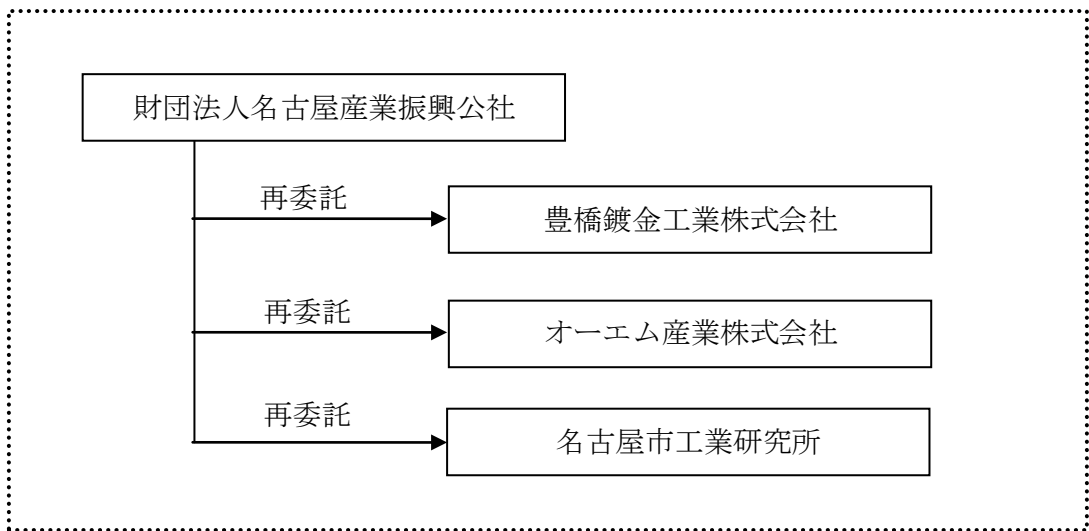 財団法人名古屋産業振興公社
再委託
豊橋鍍金工業株式会社
再委託
オーエム産業株式会社
再委託
名古屋市工業研究所